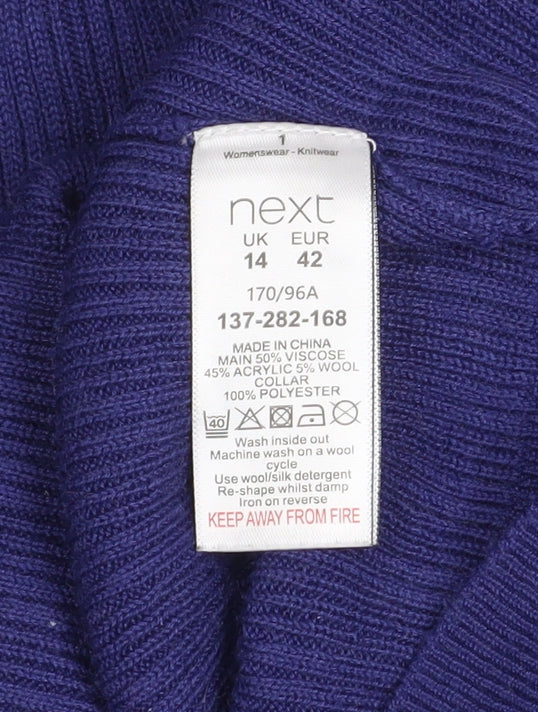 1
Womenswear - Knitwear
next
UK EUR
14 42
170/96A
137-282-168
MADE IN CHINA
MAIN 50% VISCOSE
45% ACRYLIC 5% WOOL
COLLAR
100% POLYESTER
40
Wash inside out
Machine wash on a wool
cycle
Use wool/silk detergent
Re-shape whilst damp
Iron on reverse
KEEP AWAY FROM FIRE